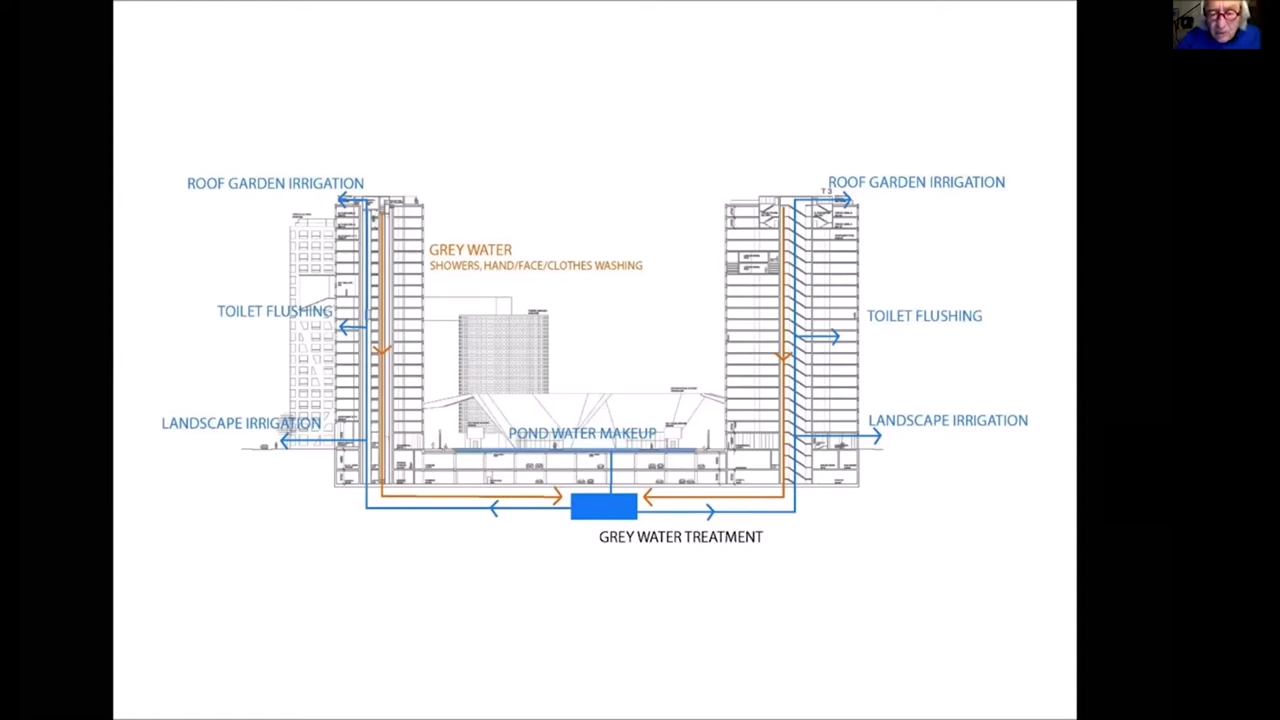 T3
ROOF GARDEN IRRIGATION
ROOF GARDEN IRRIGATION
GREY WATER
SHOWERS, HAND/FACE/CLOTHES WASHING
TOILET FLUSHING
TOILET FLUSHING
LANDSCAPE IRRIGATION
LANDSCAPE IRRIGATION
POND WATER MAKEUP
GREY WATER TREATMENT